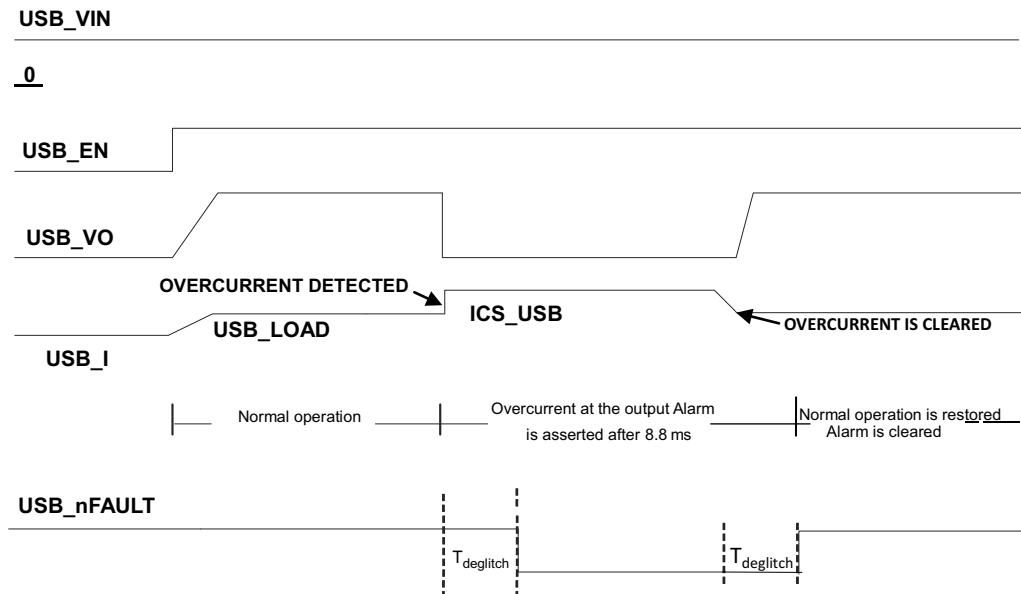 USB_VIN
0
USB_EN
USB_VO
OVERCURRENT DETECTED
ICS_USB
USB_LOAD
OVERCURRENT IS CLEARED
USB_I
Normal operation
Overcurrent at the output Alarm
is asserted after 8.8 ms
Normal operation is restored
Alarm is cleared
USB_nFAULT
Tdeglitch
Tdeglitch